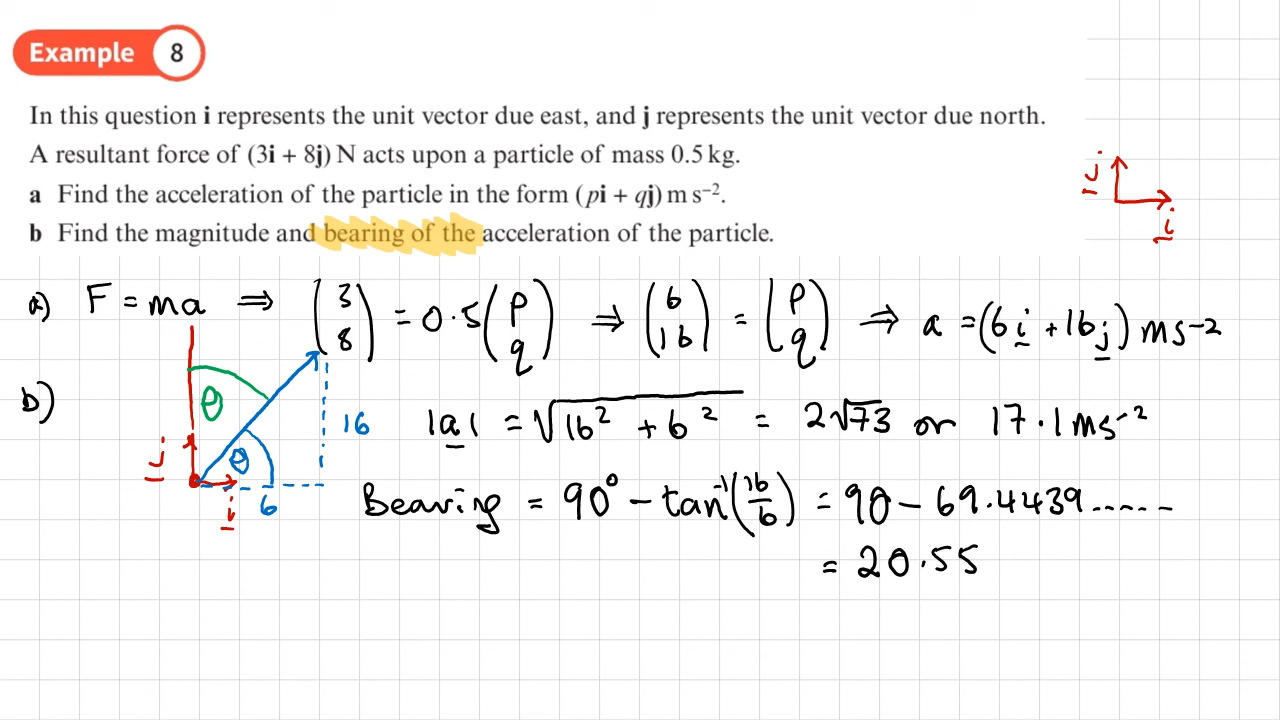 Example 8
In this question i represents the unit vector due east, and j represents the unit vector due north.
A resultant force of (3i + 8j) N acts upon a particle of mass 0.5 kg.
a Find the acceleration of the particle in the form (pi + qj) m s⁻².
b Find the magnitude and bearing of the acceleration of the particle.
j
i
a) F = ma ⇒ (3 8) = 0.5 (p q) ⇒ (6 16) = (p q) ⇒ a = (6i + 16j) ms-2
b)
θ
16
|a| = √16² + 6² = 2√73 or 17.1 ms⁻²
j
θ
i
6
Bearing = 90° - tan⁻¹(16/6) = 90 - 69.4439......
= 20.55